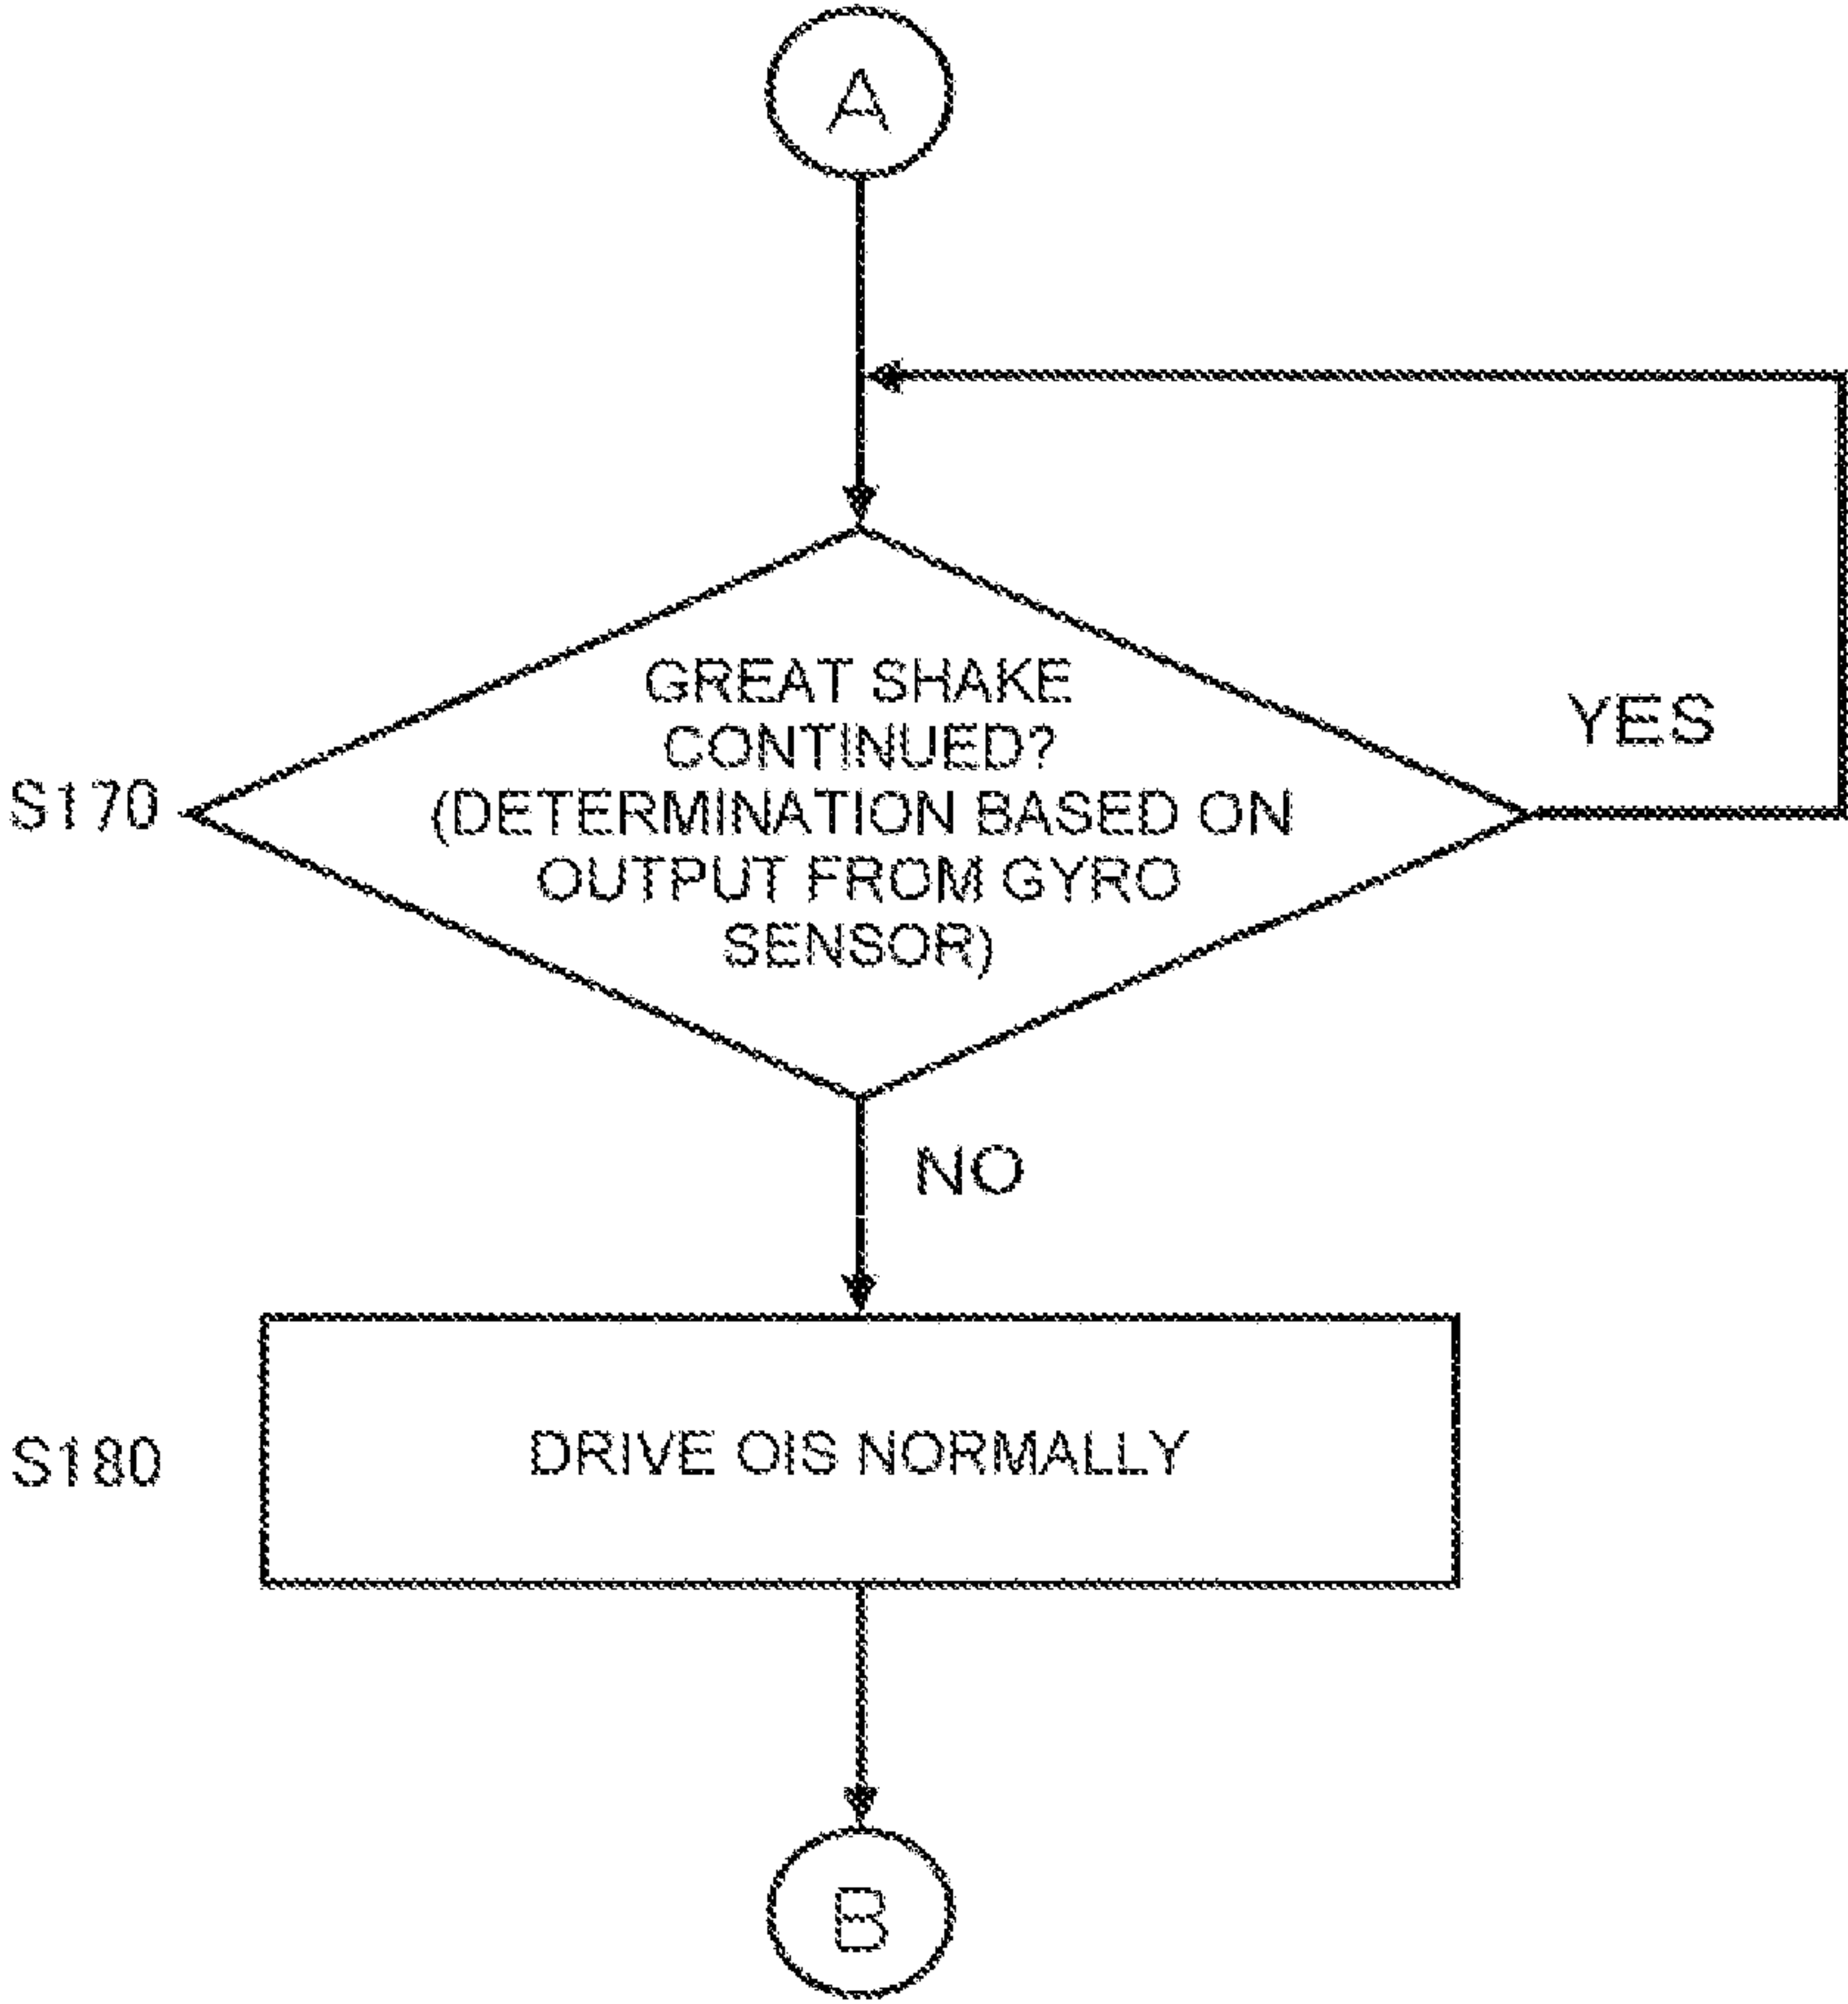 A
GREAT SHAKE
CONTINUED?
(DETERMINATION BASED ON
OUTPUT FROM GYRO
SENSOR)
YES
S170
NO
DRIVE OIS NORMALLY
S180
B